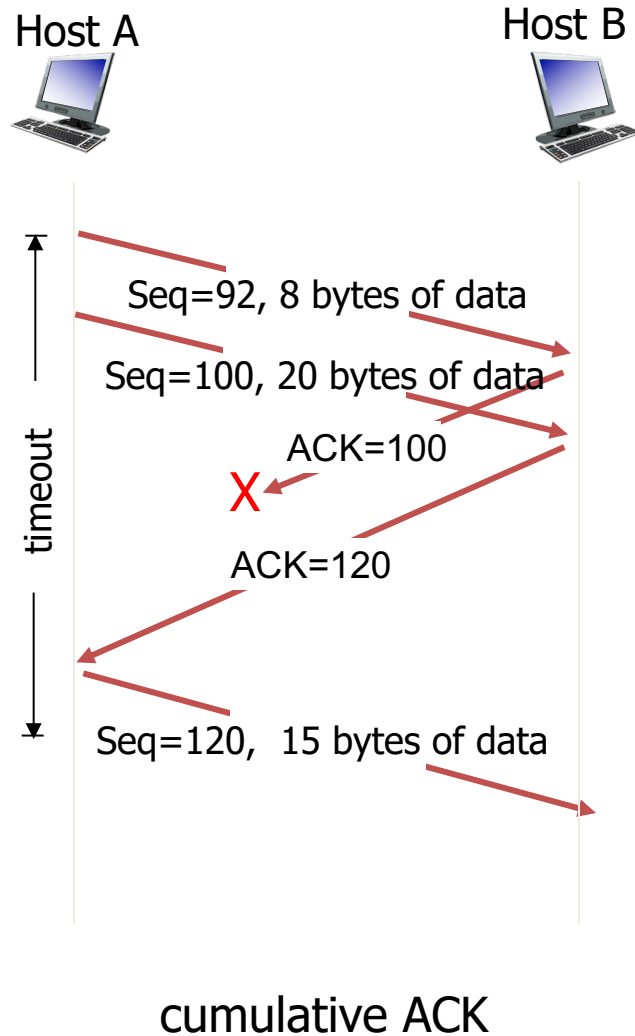 Host A
Host B
Seq=92, 8 bytes of data
Seq=100, 20 bytes of data
timeout
ACK=100
X
ACK=120
Seq=120, 15 bytes of data
cumulative ACK